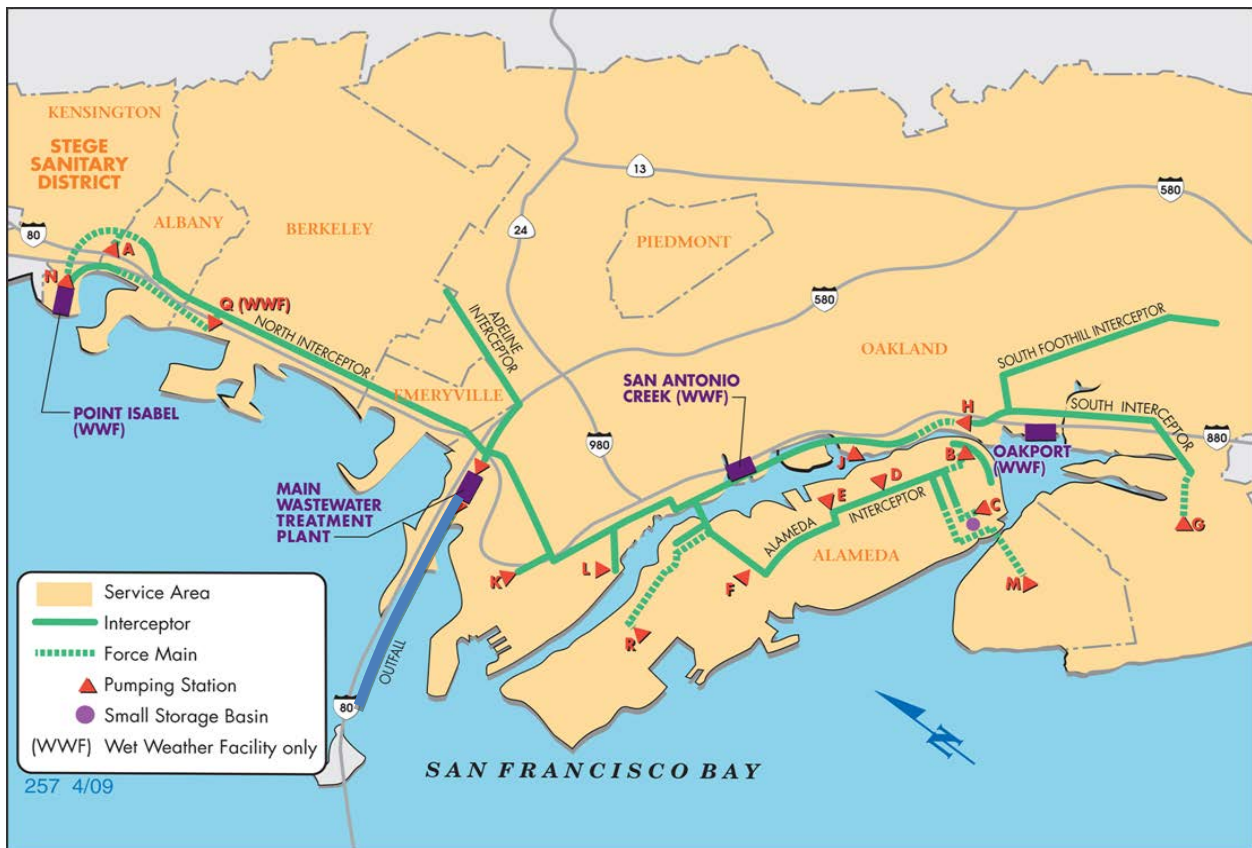 KENSINGTON
STEGE
SANITARY
DISTRICT
ALBANY
BERKELEY
80
A
N
Q (WWF)
NORTH INTERCEPTOR
POINT ISABEL
(WWF)
ADELINE
INTERCEPTOR
EMERYVILLE
MAIN
WASTEWATER
TREATMENT
PLANT
24
13
PIEDMONT
580
580
OAKLAND
980
SAN ANTONIO
CREEK (WWF)
SOUTH FOOTHILL INTERCEPTOR
SOUTH INTERCEPTOR
H
880
OAKPORT
(WWF)
J
B
D
E
C
G
ALAMEDA
INTERCEPTOR
ALAMEDA
K
L
F
M
R
OUTFALL
80
N
SAN FRANCISCO BAY
Service Area
Interceptor
Force Main
Pumping Station
Small Storage Basin
(WWF) Wet Weather Facility only
257 4/09